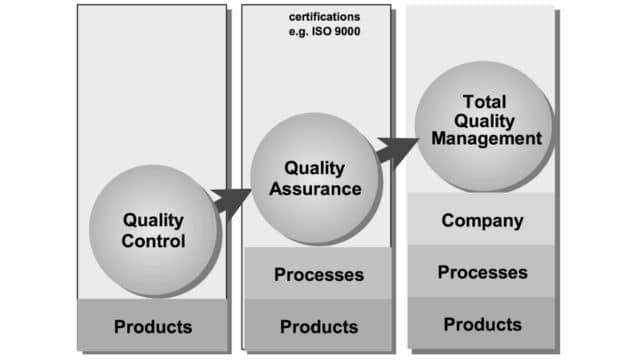 certifications
e.g. ISO 9000
Quality
Control
Products
Quality
Assurance
Processes
Products
Total
Quality
Management
Company
Processes
Products